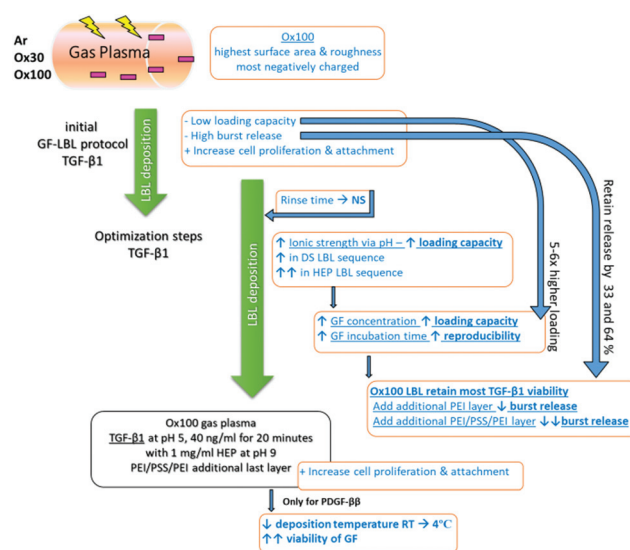 Ar
Ox30
Ox100
Gas Plasma
Ox100
highest surface area & roughness
most negatively charged
initial
GF-LBL protocol
TGF-β1
LBL deposition
- Low loading capacity
- High burst release
+ Increase cell proliferation & attachment
Optimization steps
TGF-β1
LBL deposition
Rinse time → NS
↑ Ionic strength via pH – ↑ loading capacity
↑ in DS LBL sequence
↑↑ in HEP LBL sequence
↑ GF concentration ↑ loading capacity
↑ GF incubation time ↑ reproducibility
5-6x higher loading
Retain release by 33 and 64 %
Ox100 LBL retain most TGF-β1 viability
Add additional PEI layer ↓ burst release
Add additional PEI/PSS/PEI layer ↓↓burst release
Ox100 gas plasma
TGF-β1 at pH 5, 40 ng/ml for 20 minutes
with 1 mg/ml HEP at pH 9
PEI/PSS/PEI additional last layer
+ Increase cell proliferation & attachment
Only for PDGF-ββ
↓ deposition temperature RT → 4°C
↑↑ viability of GF